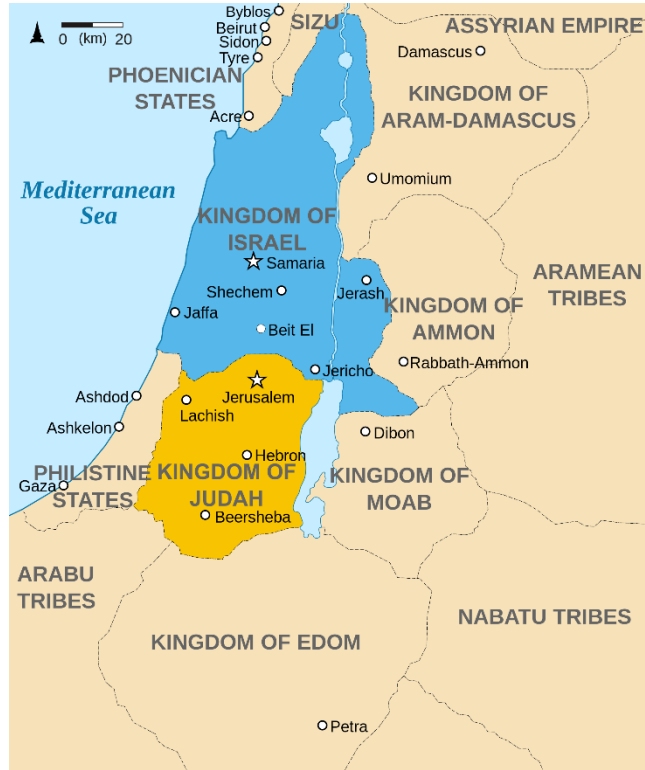 Byblos
SIZU
ASSYRIAN EMPIRE
0 (km) 20
Beirut
Sidon
Damascus
Tyre
PHOENICIAN
STATES
KINGDOM OF
ARAM-DAMASCUS
Acre
Umomium
Mediterranean
Sea
KINGDOM OF
ISRAEL
Samaria
ARAMEAN
TRIBES
Shechem
Jerash
KINGDOM OF
AMMON
Jaffa
Beit El
Rabbath-Ammon
Jericho
Ashdod
Jerusalem
Lachish
Ashkelon
Dibon
Hebron
PHILISTINE
STATES
KINGDOM OF
JUDAH
KINGDOM OF
MOAB
Gaza
Beersheba
ARABU
TRIBES
NABATU TRIBES
KINGDOM OF EDOM
Petra